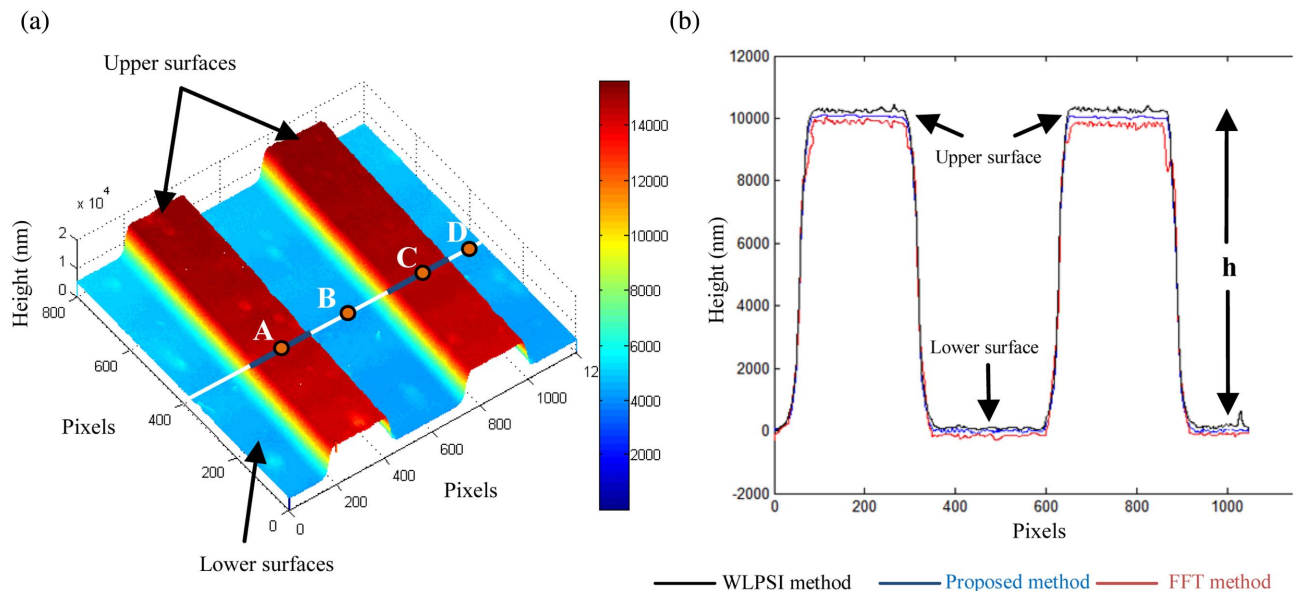 (a)
Upper surfaces
Height (nm)
x 10⁴
2
1
0
800
600
400
200
0
Pixels
0
200
400
600
800
1000
12
Pixels
A
B
C
D
Lower surfaces
14000
12000
10000
8000
6000
4000
2000
(b)
Height (nm)
12000
10000
8000
6000
4000
2000
0
-2000
0
200
400
600
800
1000
Pixels
Upper surface
Lower surface
h
WLPSI method
Proposed method
FFT method